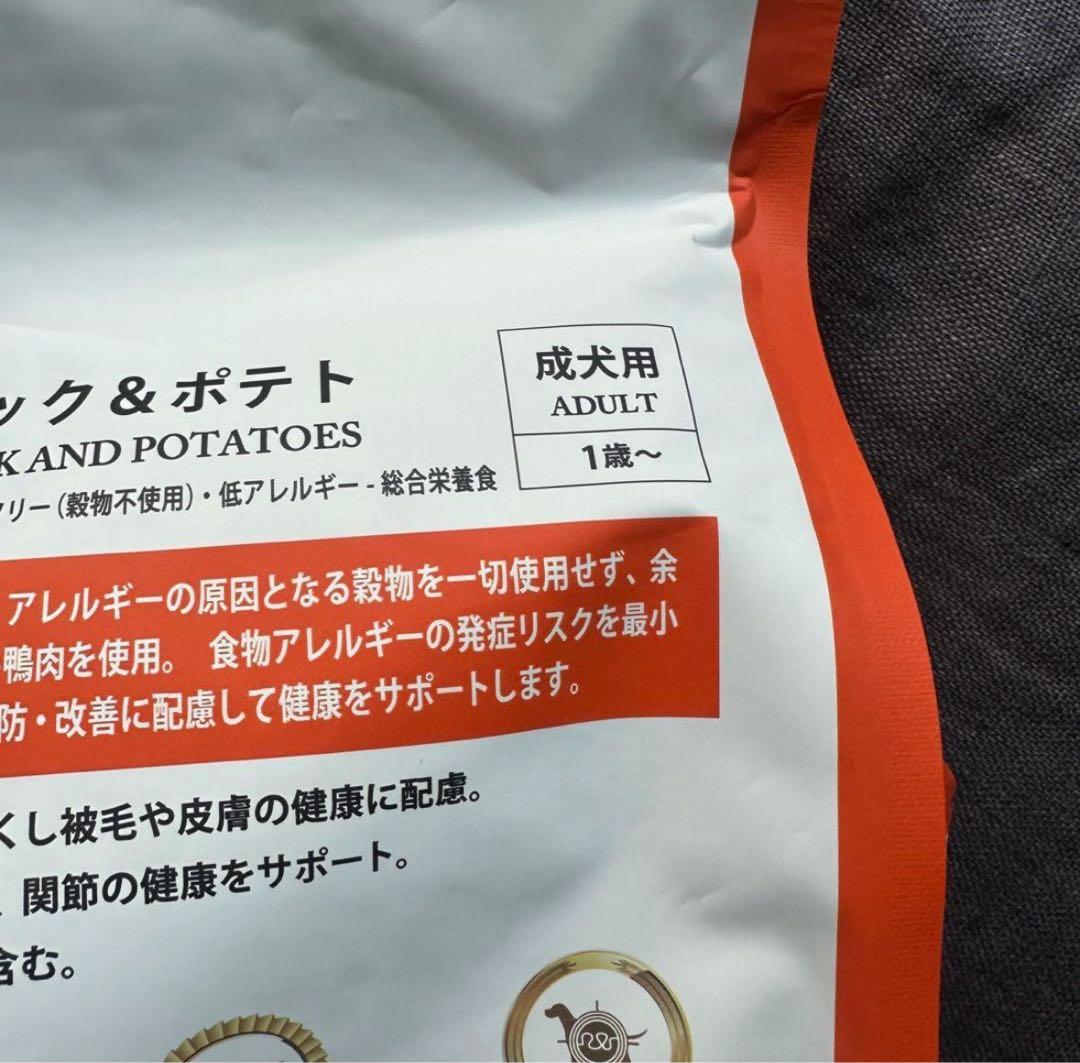 ック&ポテト
K AND POTATOES
フリー（穀物不使用）・低アレルギー - 総合栄養食
成犬用
ADULT
1歳～
アレルギーの原因となる穀物を一切使用せず、余
鴨肉を使用。 食物アレルギーの発症リスクを最小
防・改善に配慮して健康をサポートします。
くし被毛や皮膚の健康に配慮。
、関節の健康をサポート。
含む。